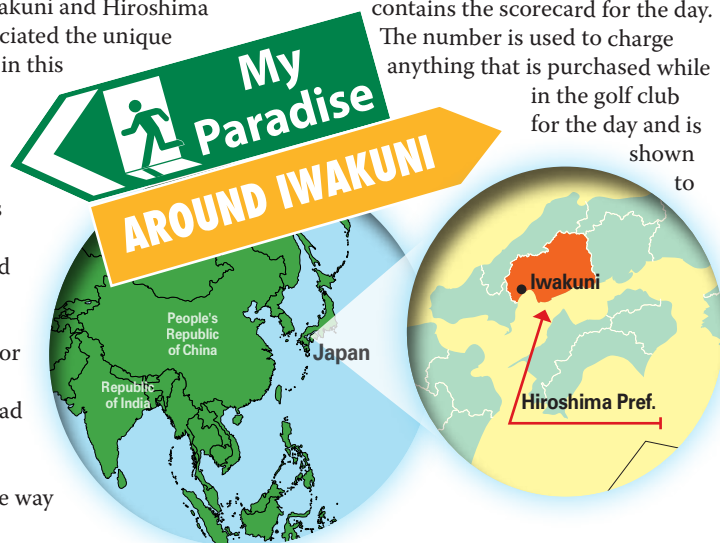 akuni and Hiroshima
ciated the unique
in this
s
d
or
ad
e way
contains the scorecard for the day.
The number is used to charge
anything that is purchased while
in the golf club
for the day and is
shown
to
My
Paradise
AROUND IWAKUNI
People's
Republic
of China
Republic
of India
Japan
Iwakuni
Hiroshima Pref.